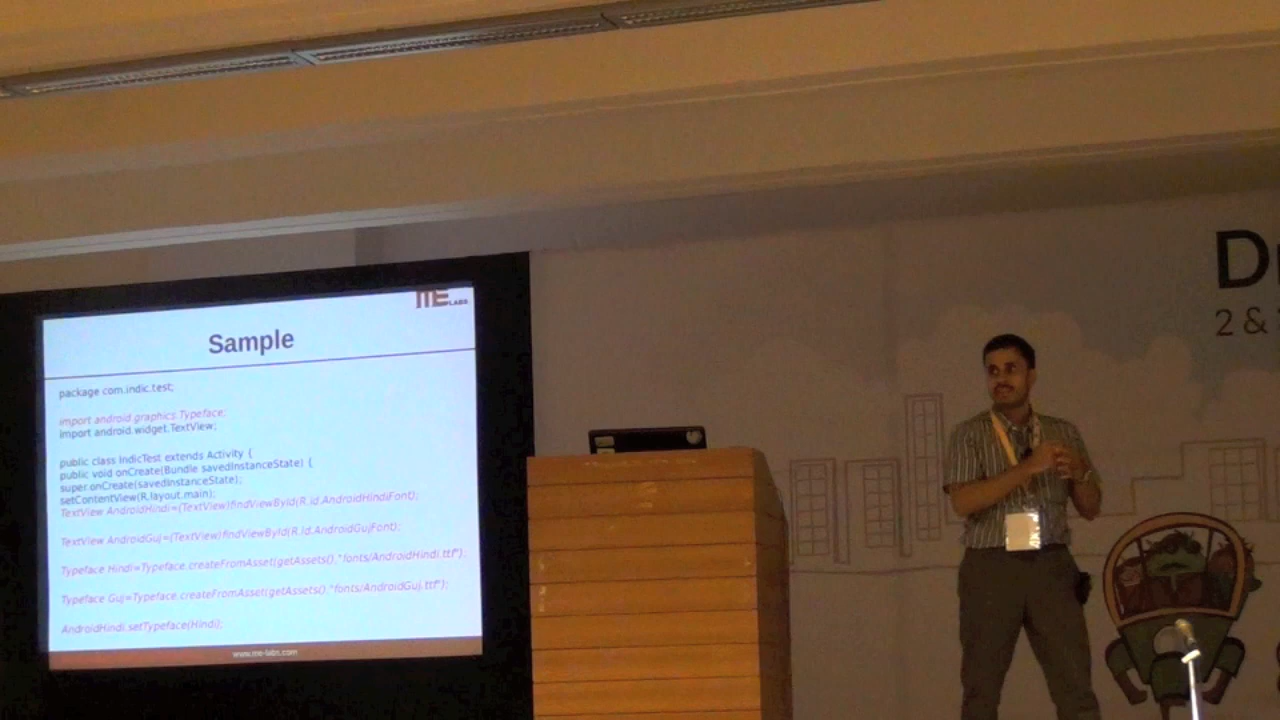 ME LABS
Sample
package com.indic.test;
import android.graphics.Typeface;
import android.widget.TextView;
public class IndicTest extends Activity {
public void onCreate(Bundle savedInstanceState) {
super.onCreate(savedInstanceState);
setContentView(R.layout.main);
TextView AndroidHindi=(TextView)findViewById(R.id.AndroidHindiFont);
TextView AndroidGuj=(TextView)findViewById(R.id.AndroidGujFont);
Typeface Hindi=Typeface.createFromAsset(getAssets(),"fonts/AndroidHindi.ttf");
Typeface Guj=Typeface.createFromAsset(getAssets(),"fonts/AndroidGuj.ttf");
AndroidHindi.setTypeface(Hindi);
www.me-labs.com
2 &